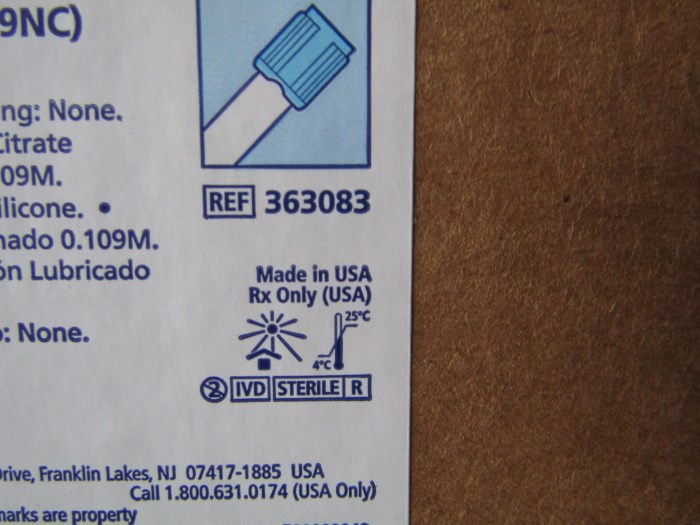 9NC)
ng: None.
Citrate
09M.
ilicone. •
nado 0.109M.
ón Lubricado
o: None.
REF 363083
Made in USA
Rx Only (USA)
25°C
4°C
2 IVD STERILE R
Drive, Franklin Lakes, NJ 07417-1885 USA
Call 1.800.631.0174 (USA Only)
marks are property